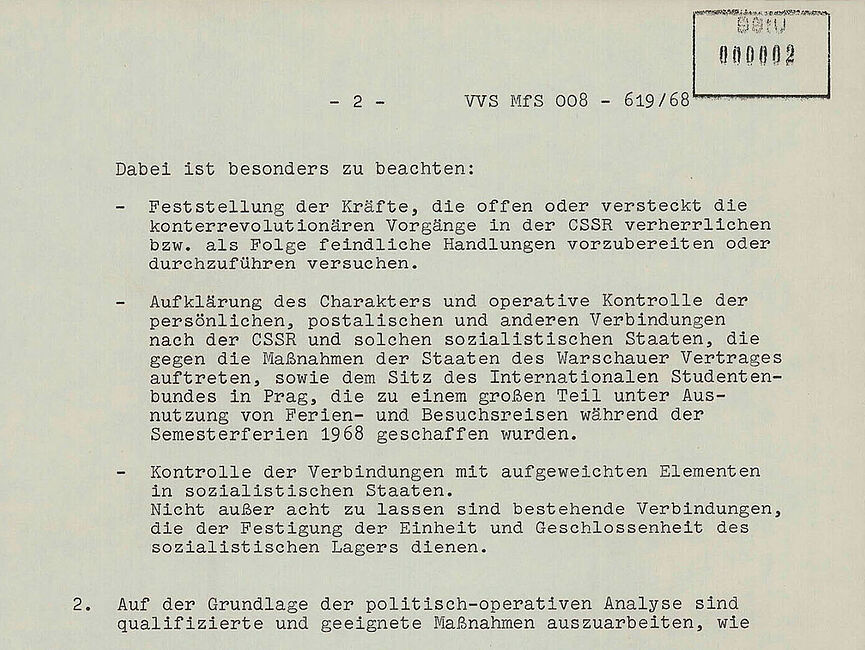 BStU
000002
- 2 - VVS MfS 008 - 619/68
Dabei ist besonders zu beachten:
- Feststellung der Kräfte, die offen oder versteckt die
konterrevolutionären Vorgänge in der CSSR verherrlichen
bzw. als Folge feindliche Handlungen vorzubereiten oder
durchzuführen versuchen.
- Aufklärung des Charakters und operative Kontrolle der
persönlichen, postalischen und anderen Verbindungen
nach der CSSR und solchen sozialistischen Staaten, die
gegen die Maßnahmen der Staaten des Warschauer Vertrages
auftreten, sowie dem Sitz des Internationalen Studenten-
bundes in Prag, die zu einem großen Teil unter Aus-
nutzung von Ferien- und Besuchsreisen während der
Semesterferien 1968 geschaffen wurden.
- Kontrolle der Verbindungen mit aufgeweichten Elementen
in sozialistischen Staaten.
Nicht außer acht zu lassen sind bestehende Verbindungen,
die der Festigung der Einheit und Geschlossenheit des
sozialistischen Lagers dienen.
2. Auf der Grundlage der politisch-operativen Analyse sind
qualifizierte und geeignete Maßnahmen auszuarbeiten, wie